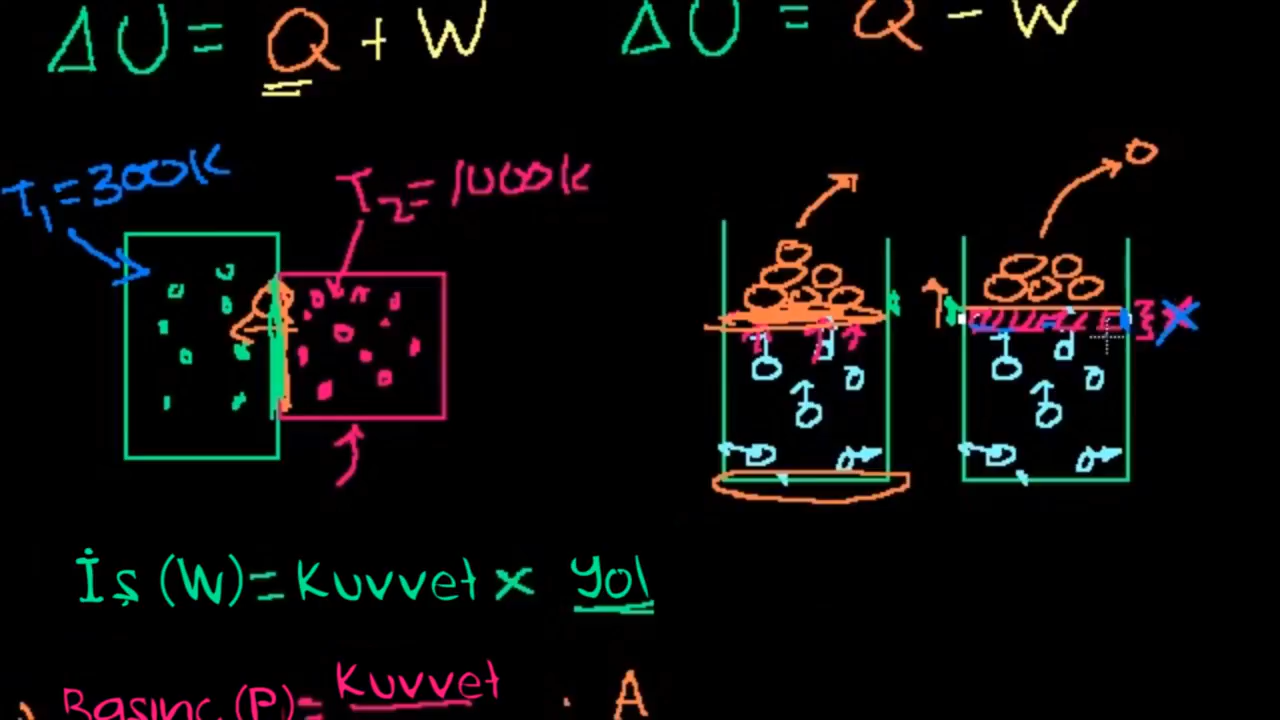 ΔU = Q + W
ΔU = Q - W
T₁ = 300K
T₂ = 1000K
x
İş (W) = Kuvvet x Yol
Basınç (P) = Kuvvet . A